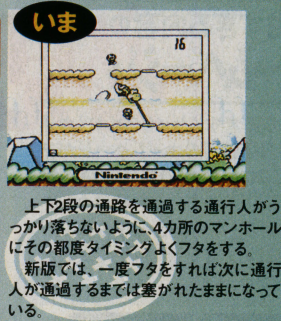 いま
16
Nintendo
上下2段の通路を通過する通行人がう
っかり落ちないように、4カ所のマンホール
にその都度タイミングよくフタをする。
新版では、一度フタをすれば次に通行
人が通過するまでは塞がれたままになって
いる。